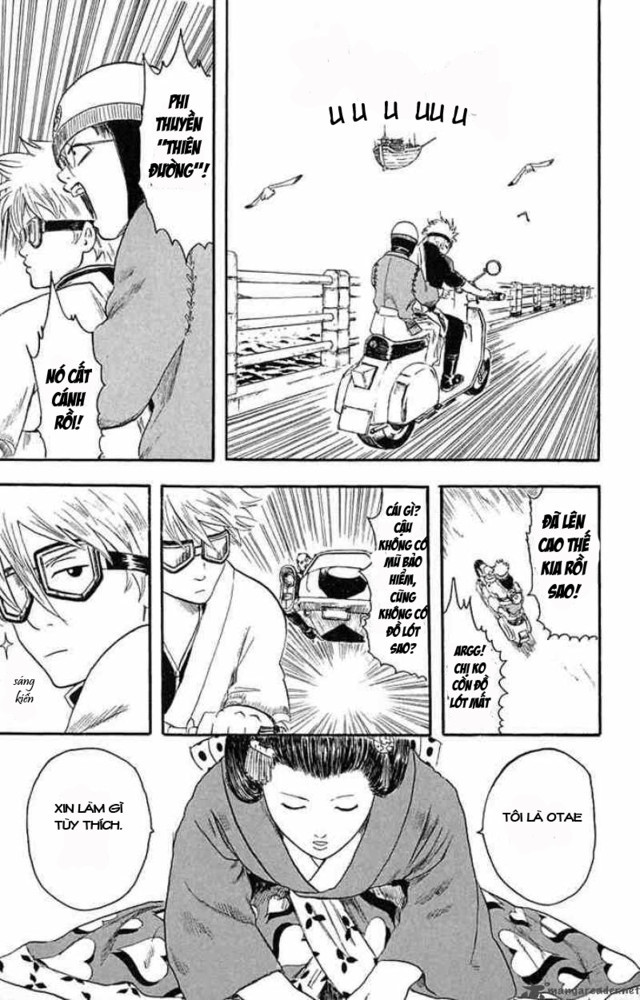 u u u uu u
PHI
THUYỀN
"THIÊN
ĐƯỜNG"!
NÓ CẤT
CÁNH
RỒI!
ĐÃ LÊN
CAO THẾ
KIA RỒI
SAO!
ARGG!
CHỊ KO
CÒN ĐỒ
LÓT MẤT
CÁI GÌ?
CẬU
KHÔNG CÓ
MŨ BẢO
HIỂM,
CŨNG
KHÔNG CÓ
ĐỒ LÓT
SAO?
sáng
kiến
TÔI LÀ OTAE
XIN LÀM GÌ
TÙY THÍCH.
mangareader.net